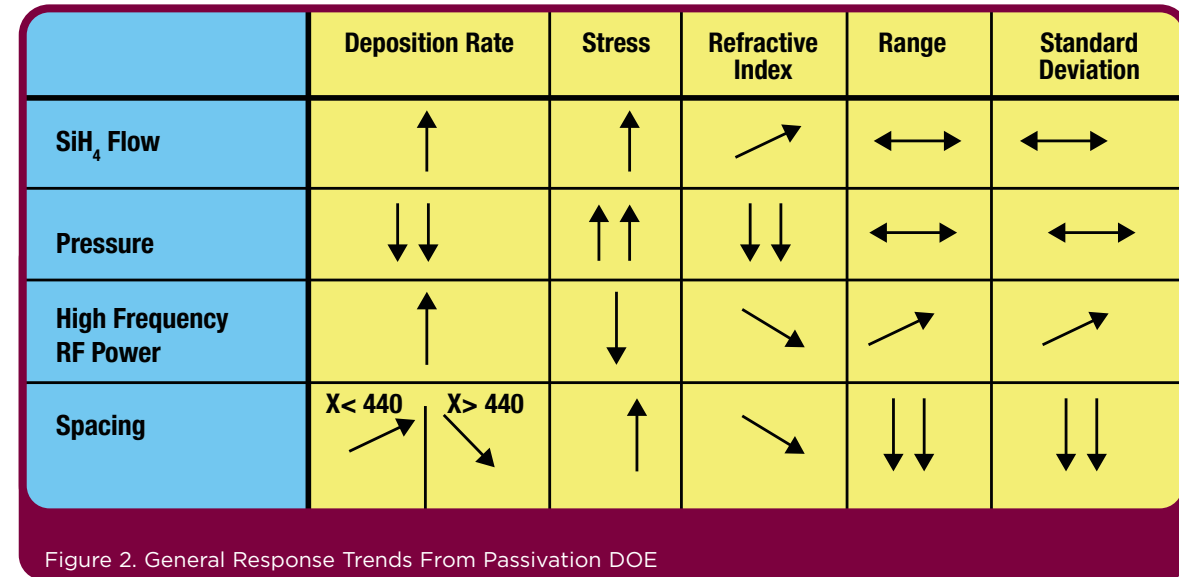 Deposition Rate
Stress
Refractive
Index
Range
Standard
Deviation
SiH₄ Flow
Pressure
High Frequency
RF Power
Spacing
X< 440
X> 440
Figure 2. General Response Trends From Passivation DOE